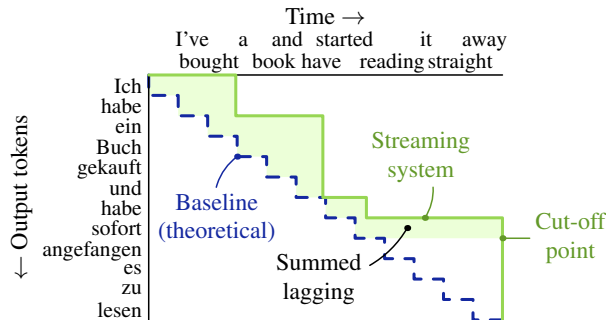 Time →
I've a and started it away
bought book have reading straight
← Output tokens
Ich
habe
ein
Buch
gekauft
und
habe
sofort
angefangen
es
zu
lesen
Streaming
system
Baseline
(theoretical)
Cut-off
point
Summed
lagging